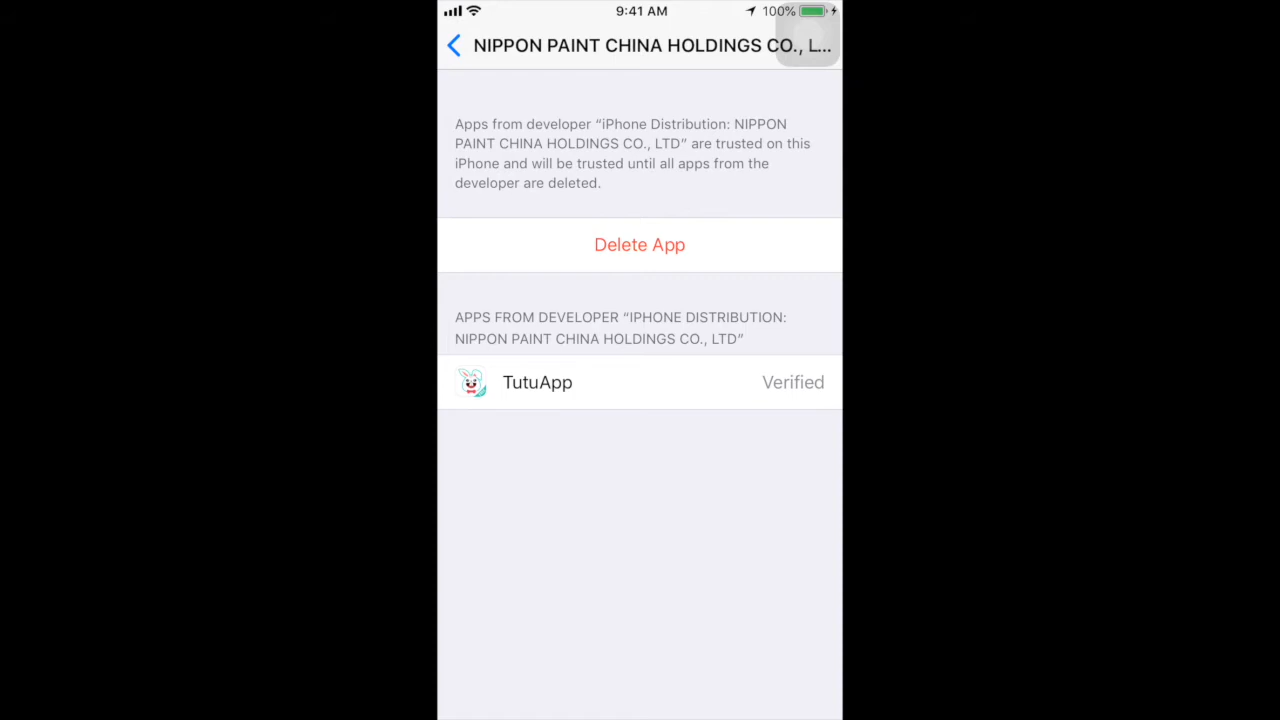 9:41 AM
100%
NIPPON PAINT CHINA HOLDINGS CO., L...
Apps from developer “iPhone Distribution: NIPPON
PAINT CHINA HOLDINGS CO., LTD” are trusted on this
iPhone and will be trusted until all apps from the
developer are deleted.
Delete App
APPS FROM DEVELOPER “IPHONE DISTRIBUTION:
NIPPON PAINT CHINA HOLDINGS CO., LTD”
TutuApp Verified